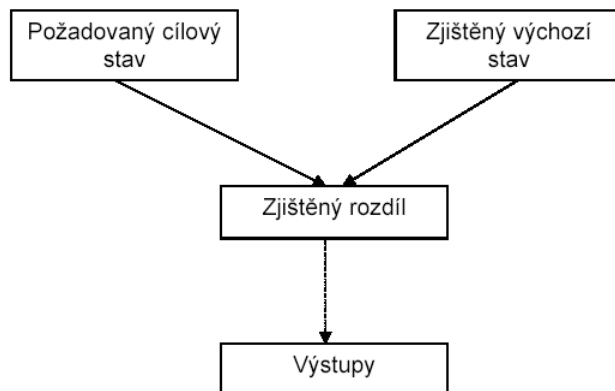 Požadovaný cílový
stav
Zjištěný výchozí
stav
Zjištěný rozdíl
Výstupy